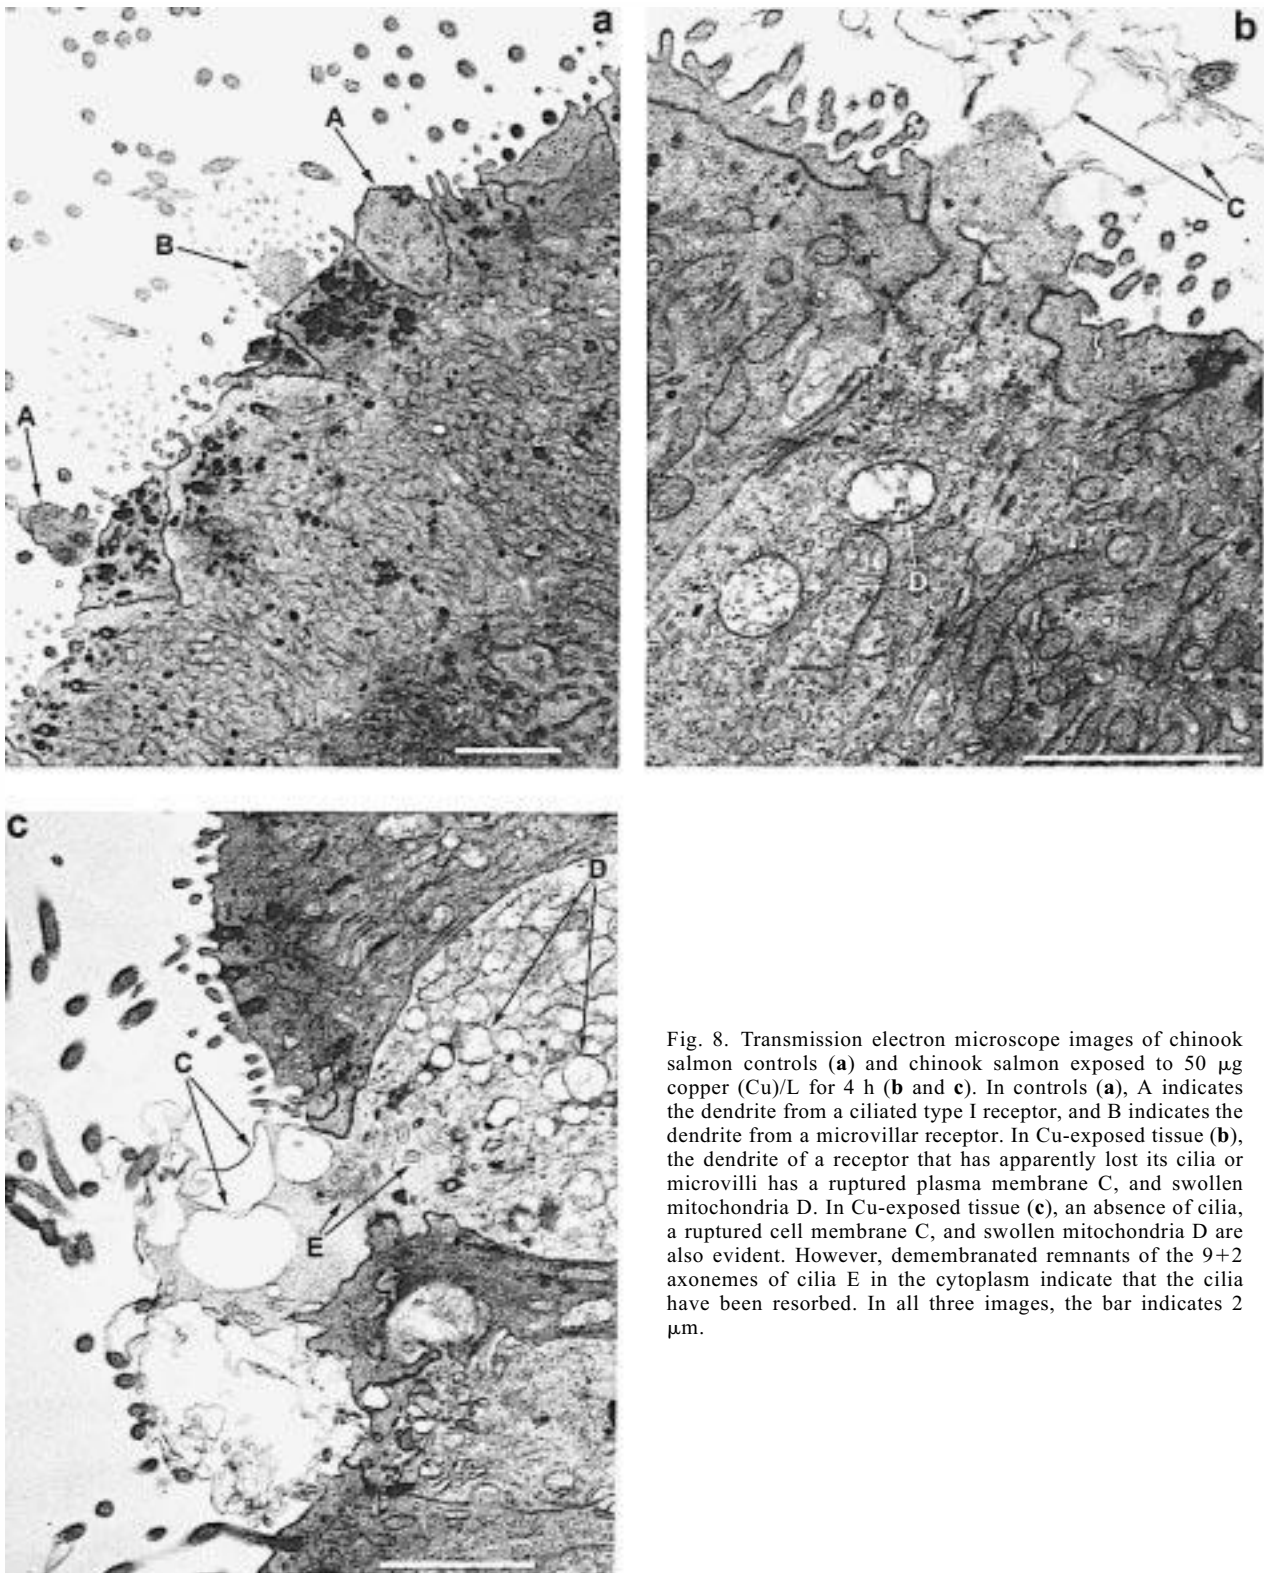 a
A
B
A
b
C
D
c
D
C
E
Fig. 8. Transmission electron microscope images of chinook
salmon controls (a) and chinook salmon exposed to 50 μg
copper (Cu)/L for 4 h (b and c). In controls (a), A indicates
the dendrite from a ciliated type I receptor, and B indicates the
dendrite from a microvillar receptor. In Cu-exposed tissue (b),
the dendrite of a receptor that has apparently lost its cilia or
microvilli has a ruptured plasma membrane C, and swollen
mitochondria D. In Cu-exposed tissue (c), an absence of cilia,
a ruptured cell membrane C, and swollen mitochondria D are
also evident. However, demembranated remnants of the 9+2
axonemes of cilia E in the cytoplasm indicate that the cilia
have been resorbed. In all three images, the bar indicates 2
μm.